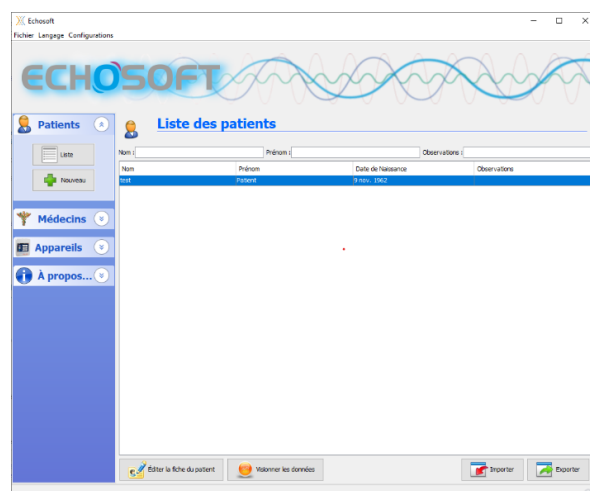 Echosoft
Fichier Langage Configurations
ECHOSOFT
Patients
Liste
Nouveau
Médecins
Appareils
À propos...
Liste des patients
Nom : Prénom : Observations :
Nom Prénom Date de Naissance Observations
test Patient 9 nov. 1962
Éditer la fiche du patient Visionner les données Importer Exporter